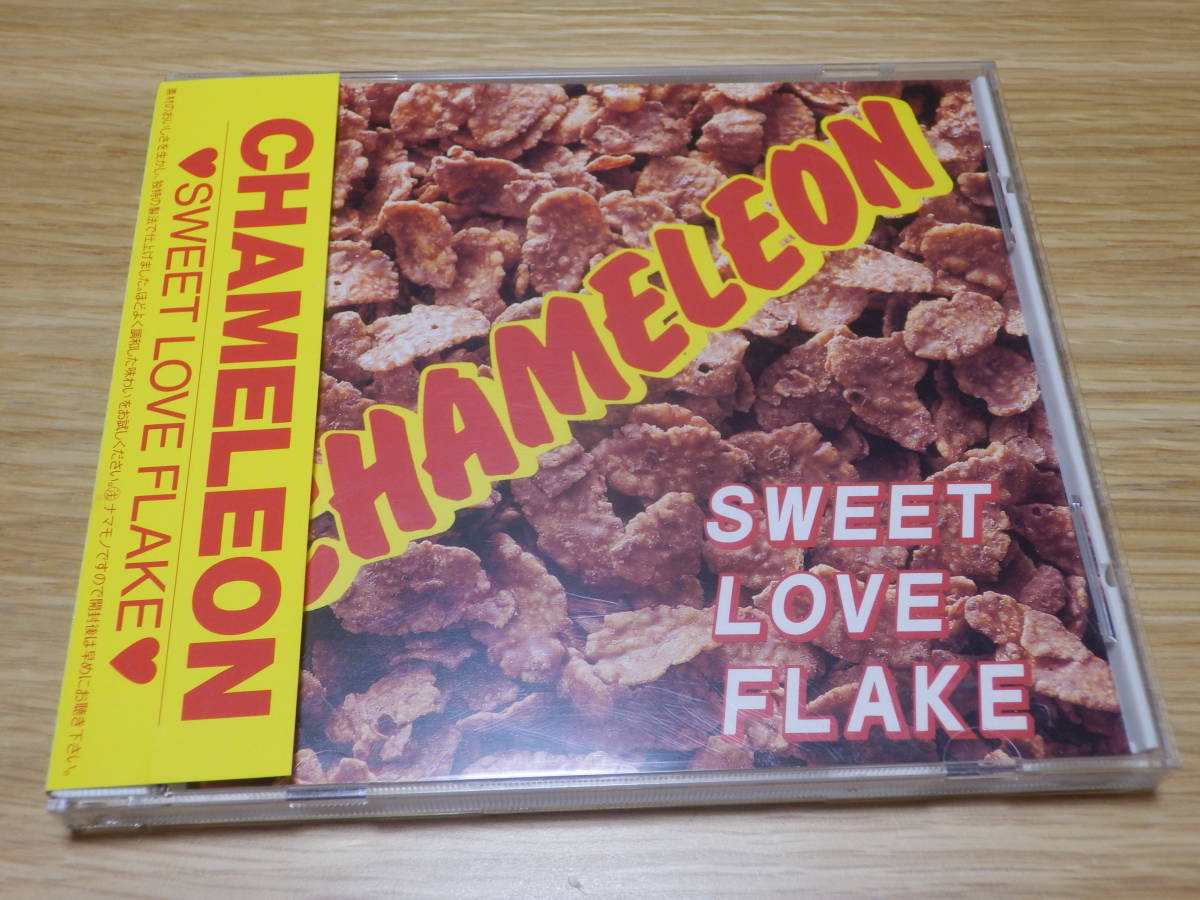 CHAMELEON
♥SWEET LOVE FLAKE♥
素材のおいしさを生かし、独特の製法で仕上げました。ほどよく調和した味わいをお試しください。㊟ナマモノですので開封後は早めにお聴き下さい。
CHAMELEON
SWEET
LOVE
FLAKE